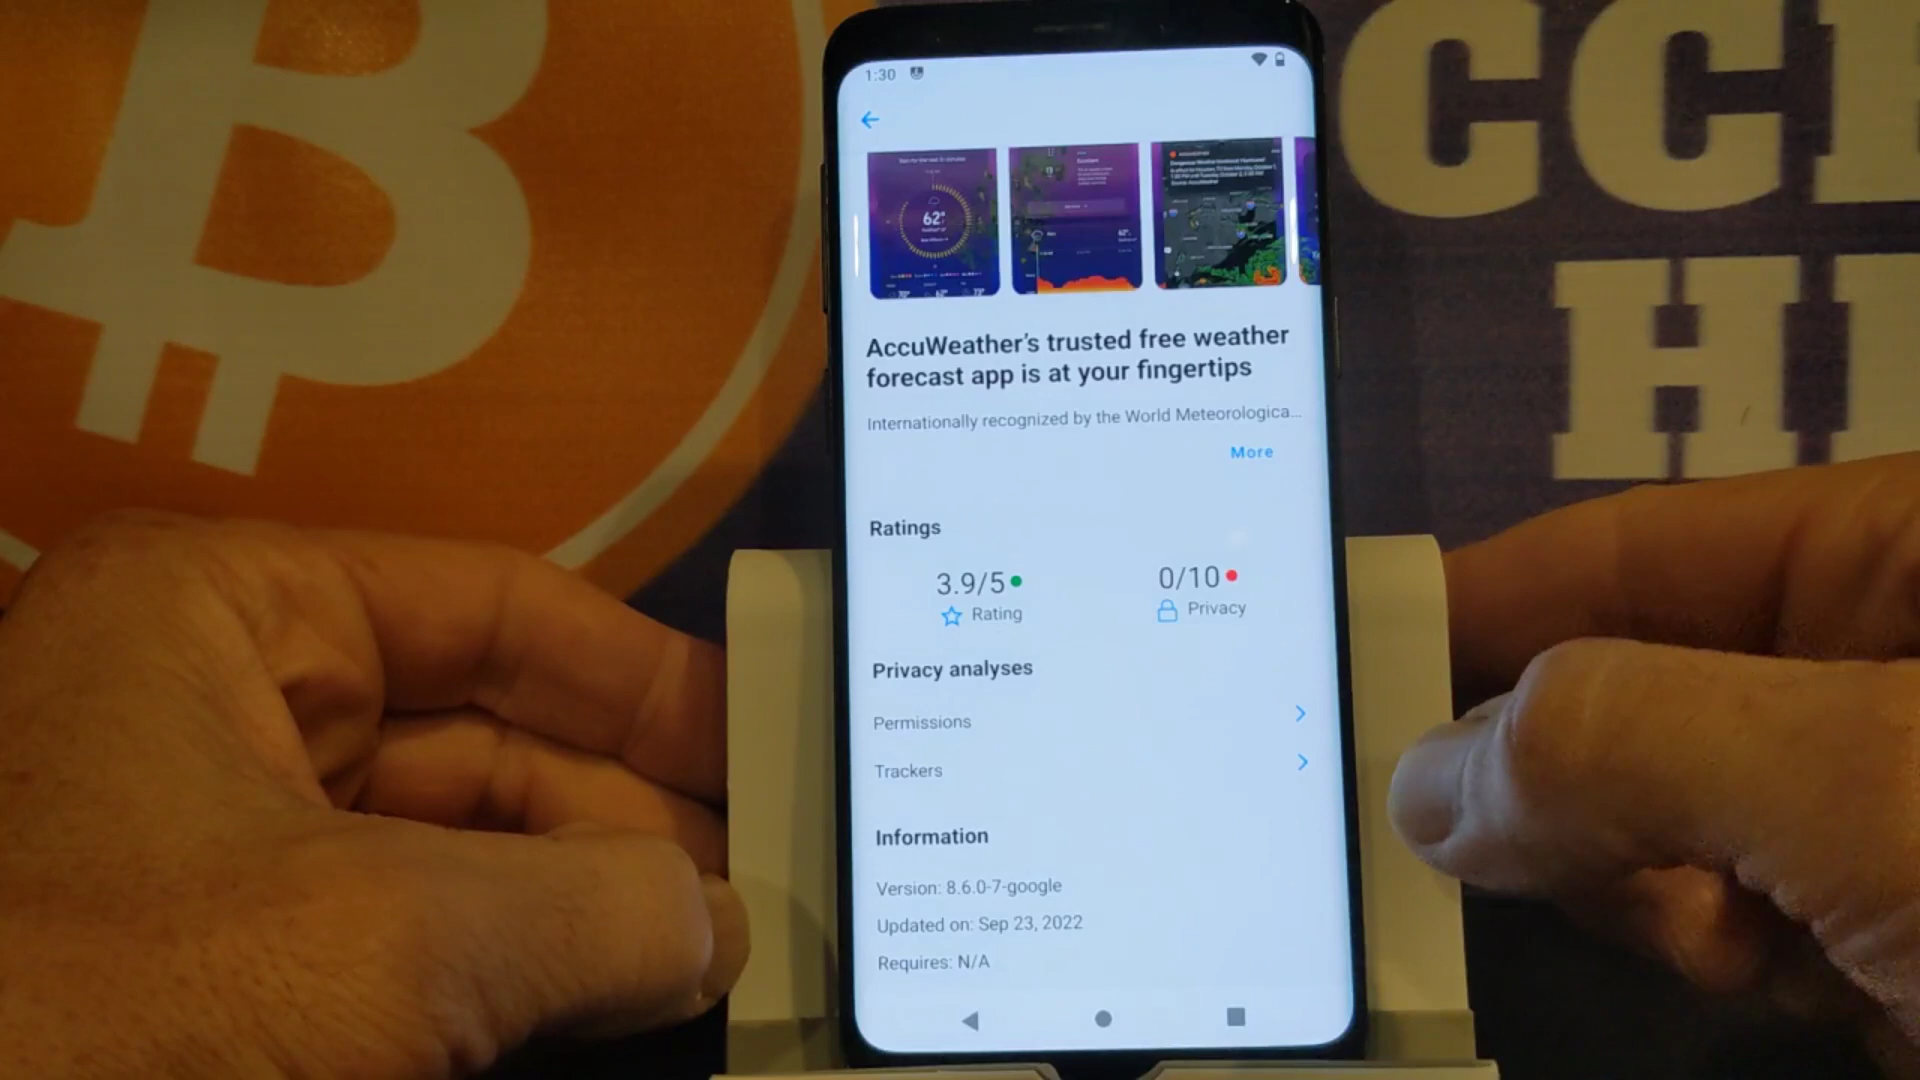 CCE
H
1:30
62°
AccuWeather's trusted free weather
forecast app is at your fingertips
Internationally recognized by the World Meteorologica...
More
Ratings
3.9/5
0/10
Rating
Privacy
Privacy analyses
Permissions
Trackers
Information
Version: 8.6.0-7-google
Updated on: Sep 23, 2022
Requires: N/A